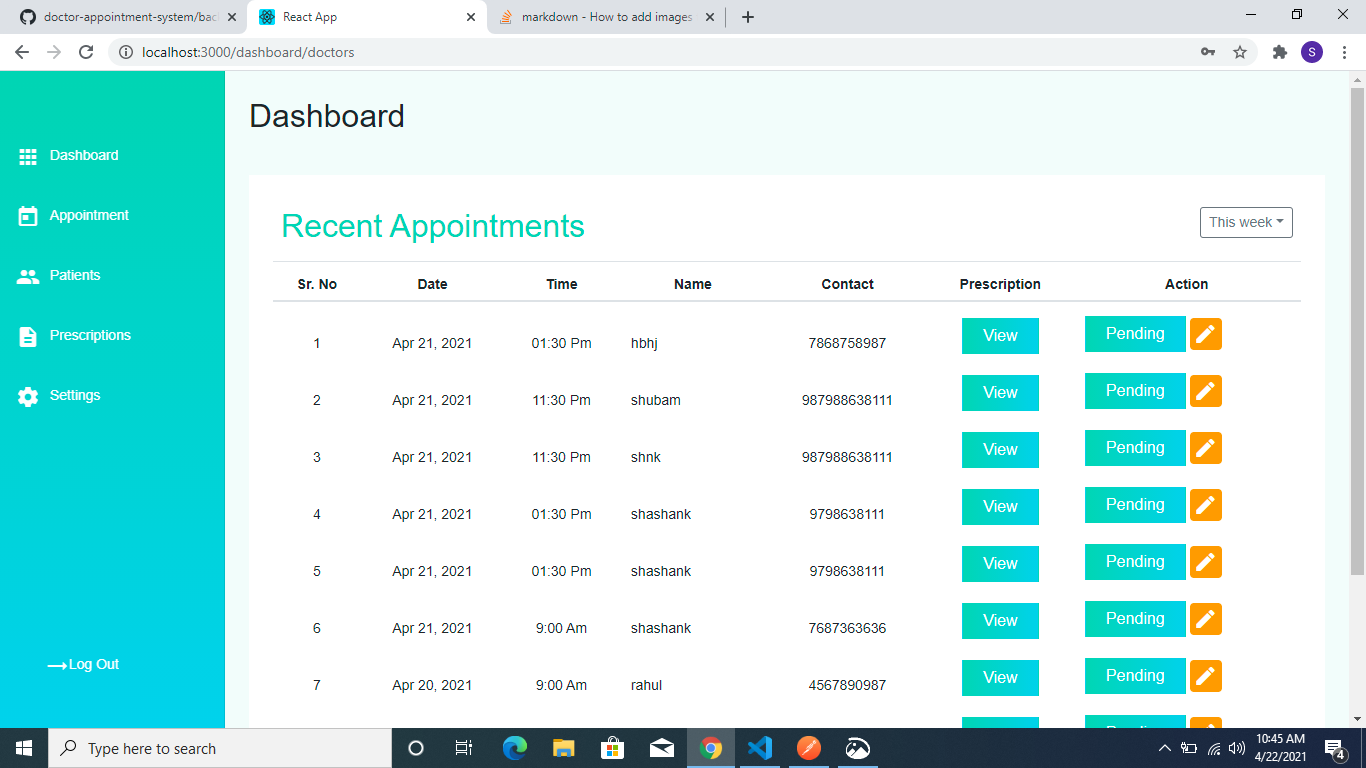 doctor-appointment-system/bac
React App
markdown - How to add images
localhost:3000/dashboard/doctors
S
Dashboard
Dashboard
Appointment
Patients
Prescriptions
Settings
Log Out
Recent Appointments
This week
Sr. No Date Time Name Contact Prescription Action
1 Apr 21, 2021 01:30 Pm hbhj 7868758987 View Pending
2 Apr 21, 2021 11:30 Pm shubam 987988638111 View Pending
3 Apr 21, 2021 11:30 Pm shnk 987988638111 View Pending
4 Apr 21, 2021 01:30 Pm shashank 9798638111 View Pending
5 Apr 21, 2021 01:30 Pm shashank 9798638111 View Pending
6 Apr 21, 2021 9:00 Am shashank 7687363636 View Pending
7 Apr 20, 2021 9:00 Am rahul 4567890987 View Pending
Pending
Type here to search
10:45 AM
4/22/2021
4